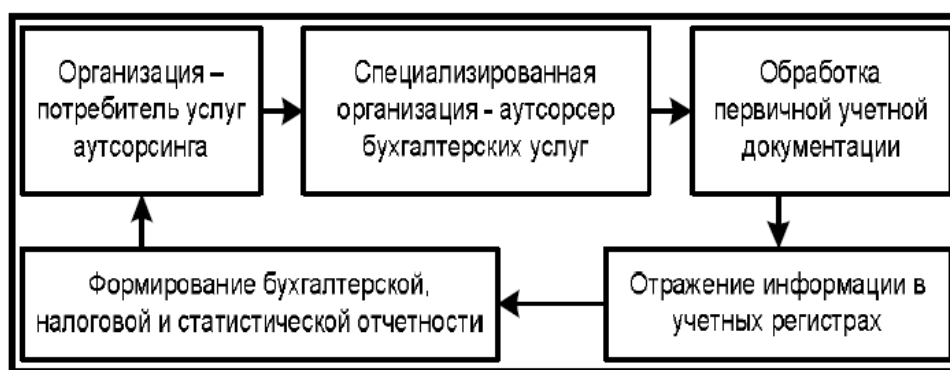 Организация –
потребитель услуг
аутсорсинга
Специализированная
организация - аутсорсер
бухгалтерских услуг
Обработка
первичной учетной
документации
Отражение информации в
учетных регистрах
Формирование бухгалтерской,
налоговой и статистической отчетности